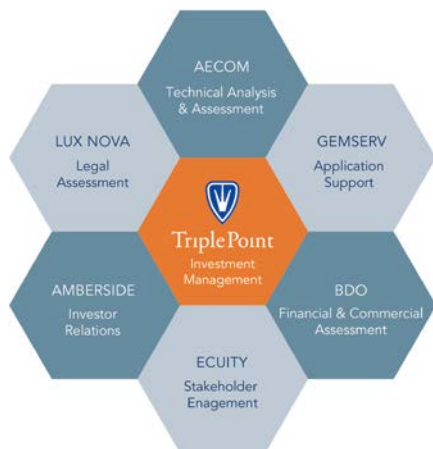 AECOM
Technical Analysis
& Assessment
LUX NOVA
Legal
Assessment
GEMSERV
Application
Support
TriplePoint
Investment
Management
AMBERSIDE
Investor
Relations
BDO
Financial & Commercial
Assessment
ECUITY
Stakeholder
Enagement